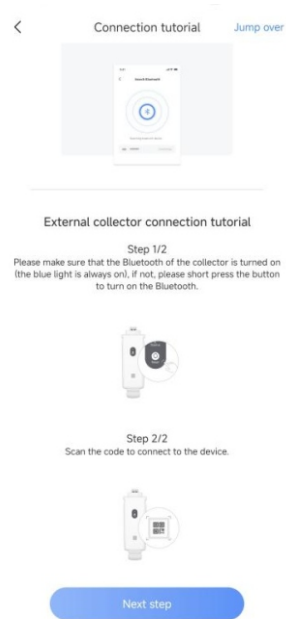 Connection tutorial
Jump over
Search Bluetooth
External collector connection tutorial
Step 1/2
Please make sure that the Bluetooth of the collector is turned on
(the blue light is always on), if not, please short press the button
to turn on the Bluetooth.
Step 2/2
Scan the code to connect to the device.
Next step